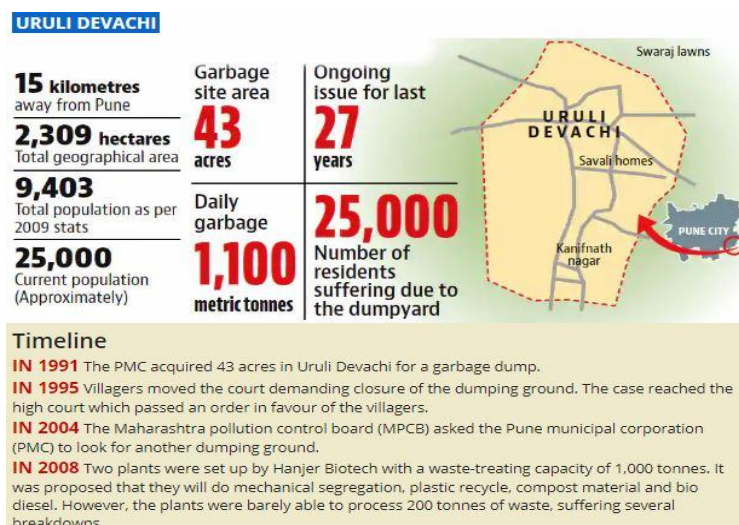 URULI DEVACHI
15 kilometres
away from Pune
2,309 hectares
Total geographical area
9,403
Total population as per
2009 stats
25,000
Current population
(Approximately)
Garbage
site area
43
acres
Daily
garbage
1,100
metric tonnes
Ongoing
issue for last
27
years
25,000
Number of
residents
suffering due to
the dumpyard
Swaraj lawns
URULI
DEVACHI
Savali homes
PUNE CITY
Kanifnath
nagar
Timeline
IN 1991 The PMC acquired 43 acres in Uruli Devachi for a garbage dump.
IN 1995 Villagers moved the court demanding closure of the dumping ground. The case reached the
high court which passed an order in favour of the villagers.
IN 2004 The Maharashtra pollution control board (MPCB) asked the Pune municipal corporation
(PMC) to look for another dumping ground.
IN 2008 Two plants were set up by Hanjer Biotech with a waste-treating capacity of 1,000 tonnes. It
was proposed that they will do mechanical segregation, plastic recycle, compost material and bio
diesel. However, the plants were barely able to process 200 tonnes of waste, suffering several
breakdowns